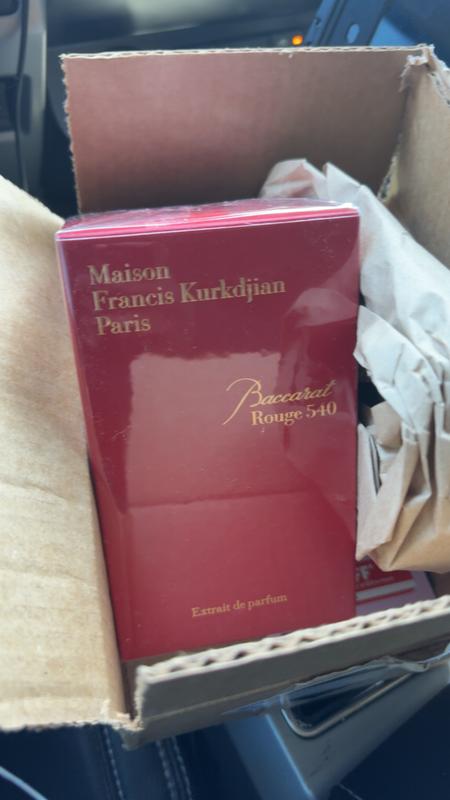 Maison
Francis Kurkdjian
Paris
Baccarat
Rouge 540
Extrait de parfum